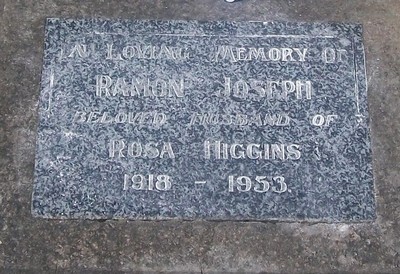 In Loving Memory of
Ramon Joseph
Beloved Husband of
Rosa Higgins
1918 - 1953